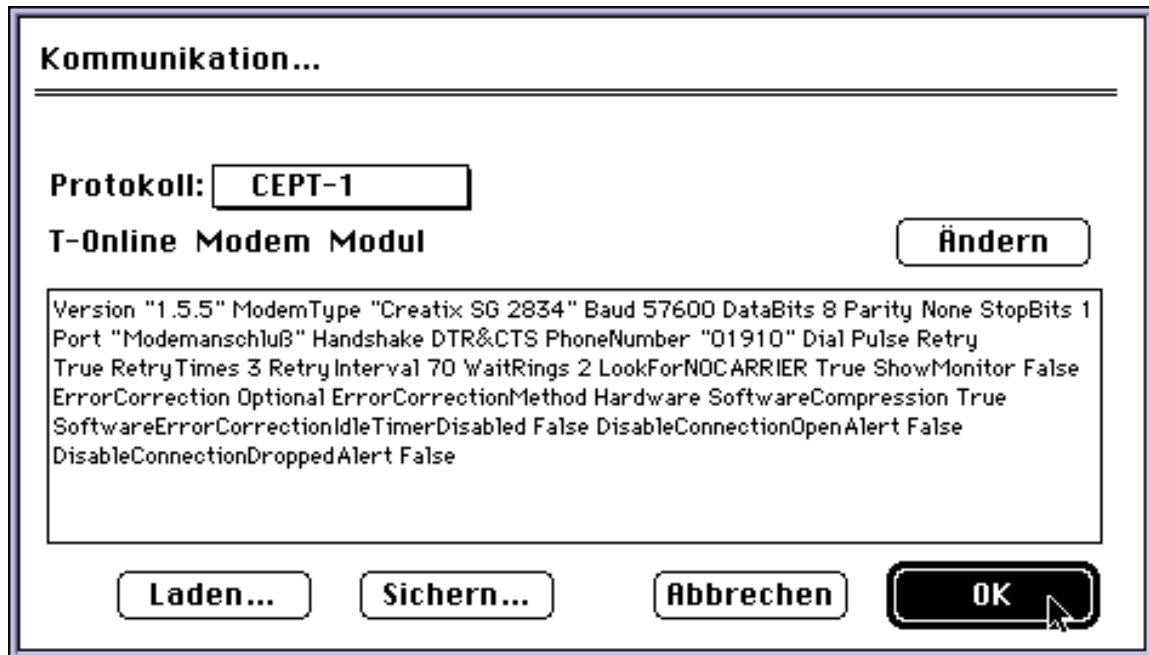 Kommunikation...
Protokoll: CEPT-1
T-Online Modem Modul
Ändern
Version "1.5.5" ModemType "Creatix SG 2834" Baud 57600 DataBits 8 Parity None StopBits 1
Port "Modemanschluß" Handshake DTR&CTS PhoneNumber "01910" Dial Pulse Retry
True RetryTimes 3 RetryInterval 70 WaitRings 2 LookForNOCARRIER True ShowMonitor False
ErrorCorrection Optional ErrorCorrectionMethod Hardware SoftwareCompression True
SoftwareErrorCorrectionIdleTimerDisabled False DisableConnectionOpenAlert False
DisableConnectionDroppedAlert False
Laden... Sichern... Abbrechen OK